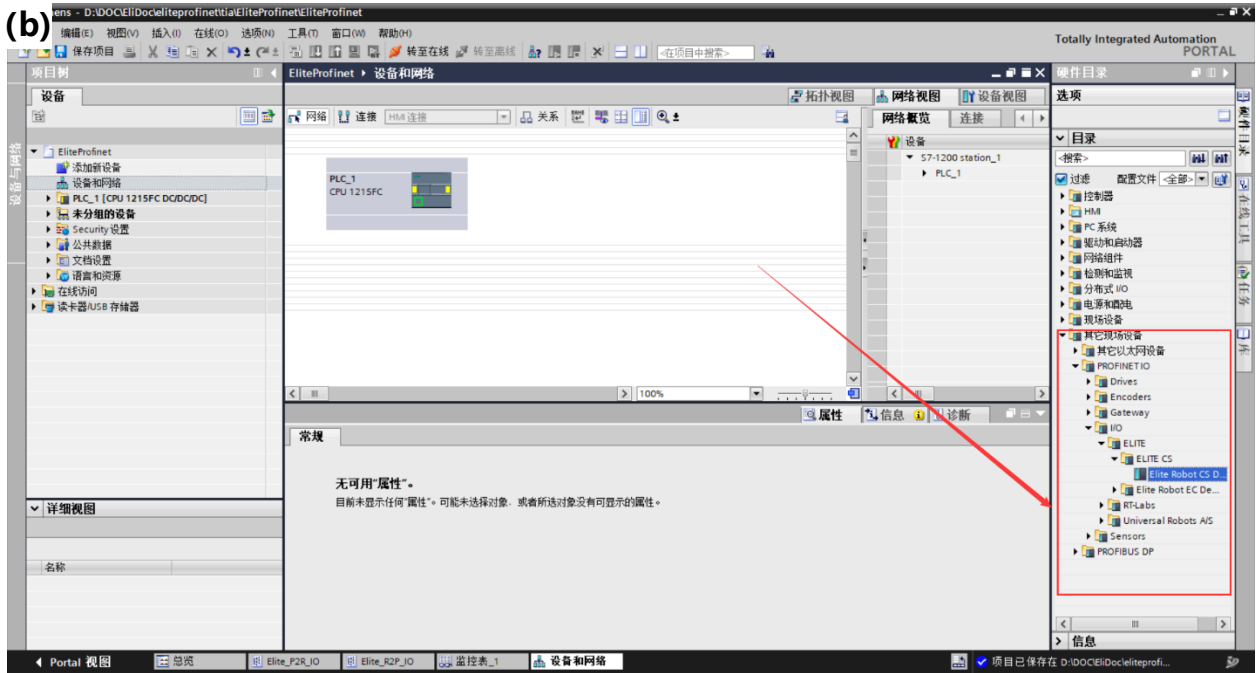 (b)
ens - D:\DOC\EliDoc\eliteprofinet\tia\EliteProfinet\EliteProfinet
编辑(E) 视图(V) 插入(I) 在线(O) 选项(N) 工具(T) 窗口(W) 帮助(H)
Totally Integrated Automation
PORTAL
保存项目 转至在线 转至离线 <在项目中搜索>
项目树
EliteProfinet ▸ 设备和网络
硬件目录
设备
拓扑视图 网络视图 设备视图
选项
网络 连接 HMI 连接 关系
网络概览 连接
设备
S7-1200 station_1
PLC_1
EliteProfinet
添加新设备
设备和网络
PLC_1 [CPU 1215FC DC/DC/DC]
未分组的设备
Security 设置
公共数据
文档设置
语言和资源
在线访问
读卡器/USB 存储器
设备与网络
PLC_1
CPU 1215FC
100%
目录
<搜索>
过滤 配置文件 <全部>
控制器
HMI
PC 系统
驱动和启动器
网络组件
检测和监视
分布式 I/O
电源和配电
现场设备
其它现场设备
其它以太网设备
PROFINET IO
Drives
Encoders
Gateway
I/O
ELITE
ELITE CS
Elite Robot CS D...
Elite Robot EC De...
RT-Labs
Universal Robots A/S
Sensors
PROFIBUS DP
信息
在线工具
任务
库
属性 信息 诊断
常规
无可用“属性”。
目前未显示任何“属性”。可能未选择对象，或者所选对象没有可显示的属性。
详细视图
名称
Portal 视图 总览 Elite_P2R_IO Elite_R2P_IO 监控表_1 设备和网络
项目已保存在 D:\DOC\EliDoc\eliteprofi...